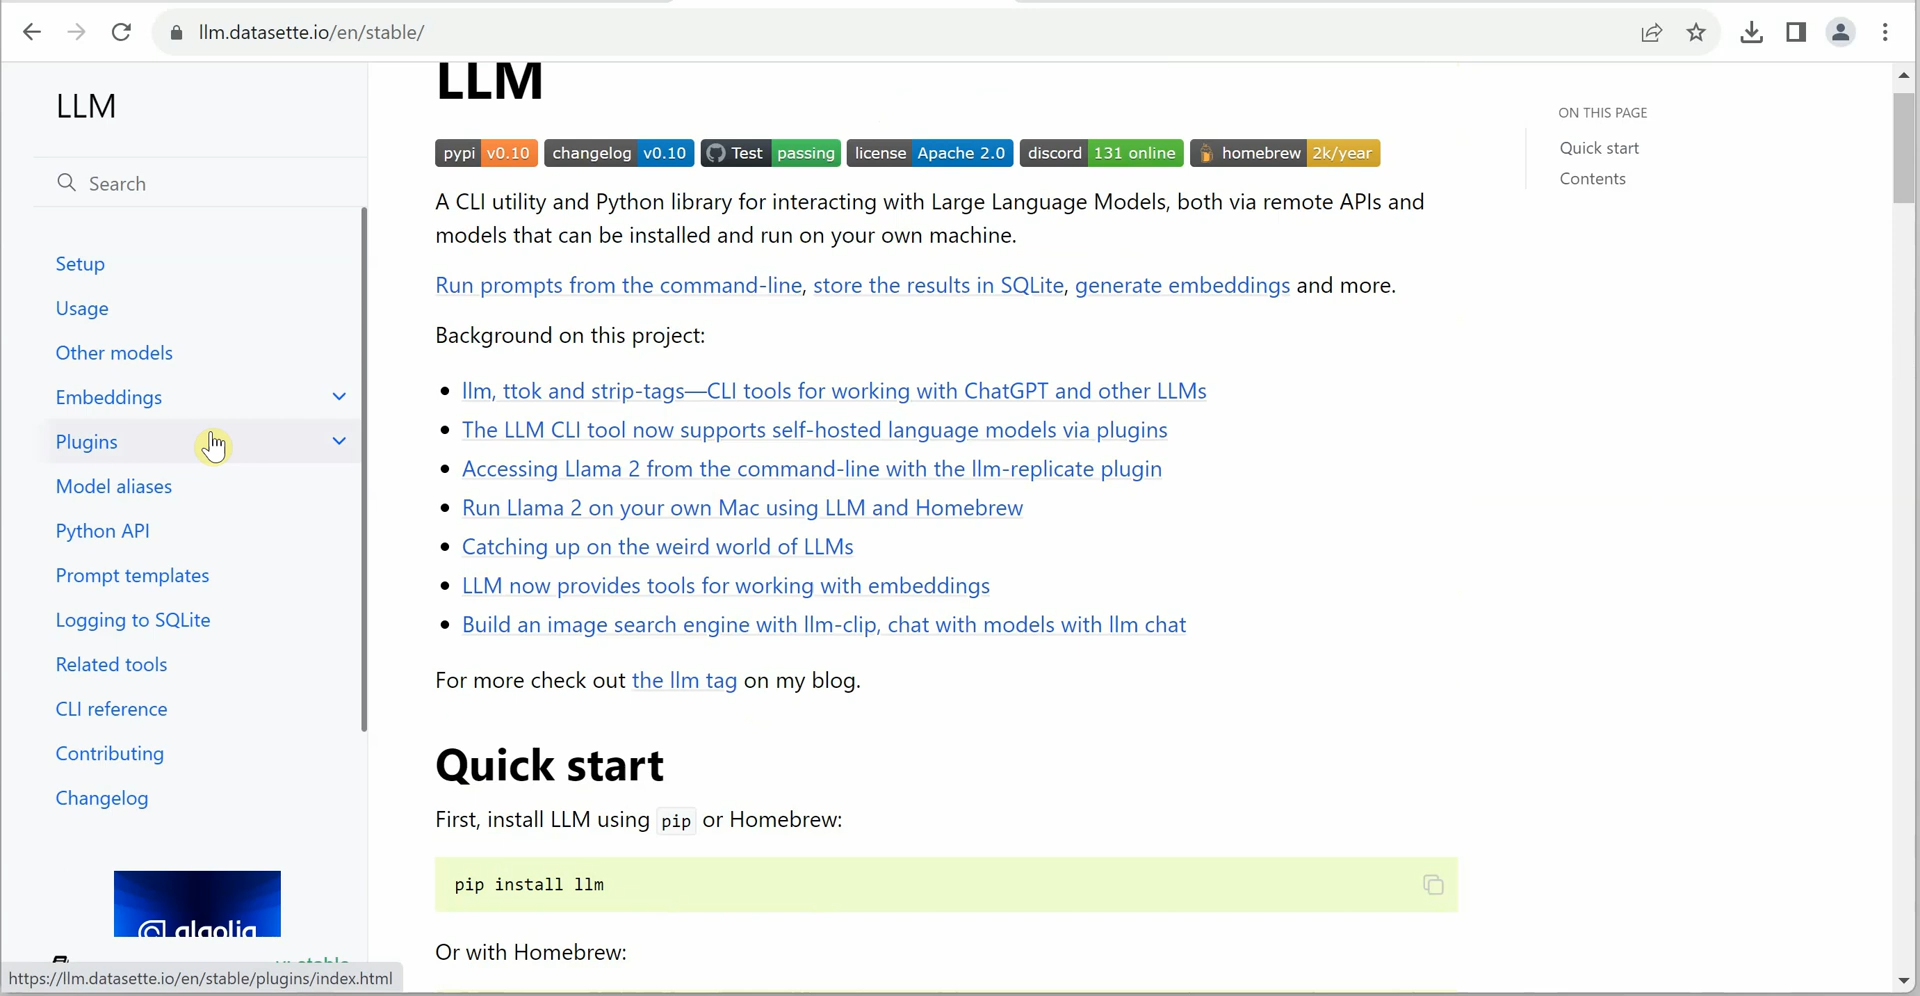 llm.datasette.io/en/stable/
LLM
Search
Setup
Usage
Other models
Embeddings
Plugins
Model aliases
Python API
Prompt templates
Logging to SQLite
Related tools
CLI reference
Contributing
Changelog
algolia
https://llm.datasette.io/en/stable/plugins/index.html
LLM
pypi v0.10 changelog v0.10 Test passing license Apache 2.0 discord 131 online homebrew 2k/year
A CLI utility and Python library for interacting with Large Language Models, both via remote APIs and
models that can be installed and run on your own machine.
Run prompts from the command-line, store the results in SQLite, generate embeddings and more.
Background on this project:
llm, ttok and strip-tags—CLI tools for working with ChatGPT and other LLMs
The LLM CLI tool now supports self-hosted language models via plugins
Accessing Llama 2 from the command-line with the llm-replicate plugin
Run Llama 2 on your own Mac using LLM and Homebrew
Catching up on the weird world of LLMs
LLM now provides tools for working with embeddings
Build an image search engine with llm-clip, chat with models with llm chat
For more check out the llm tag on my blog.
Quick start
First, install LLM using pip or Homebrew:
pip install llm
Or with Homebrew:
ON THIS PAGE
Quick start
Contents